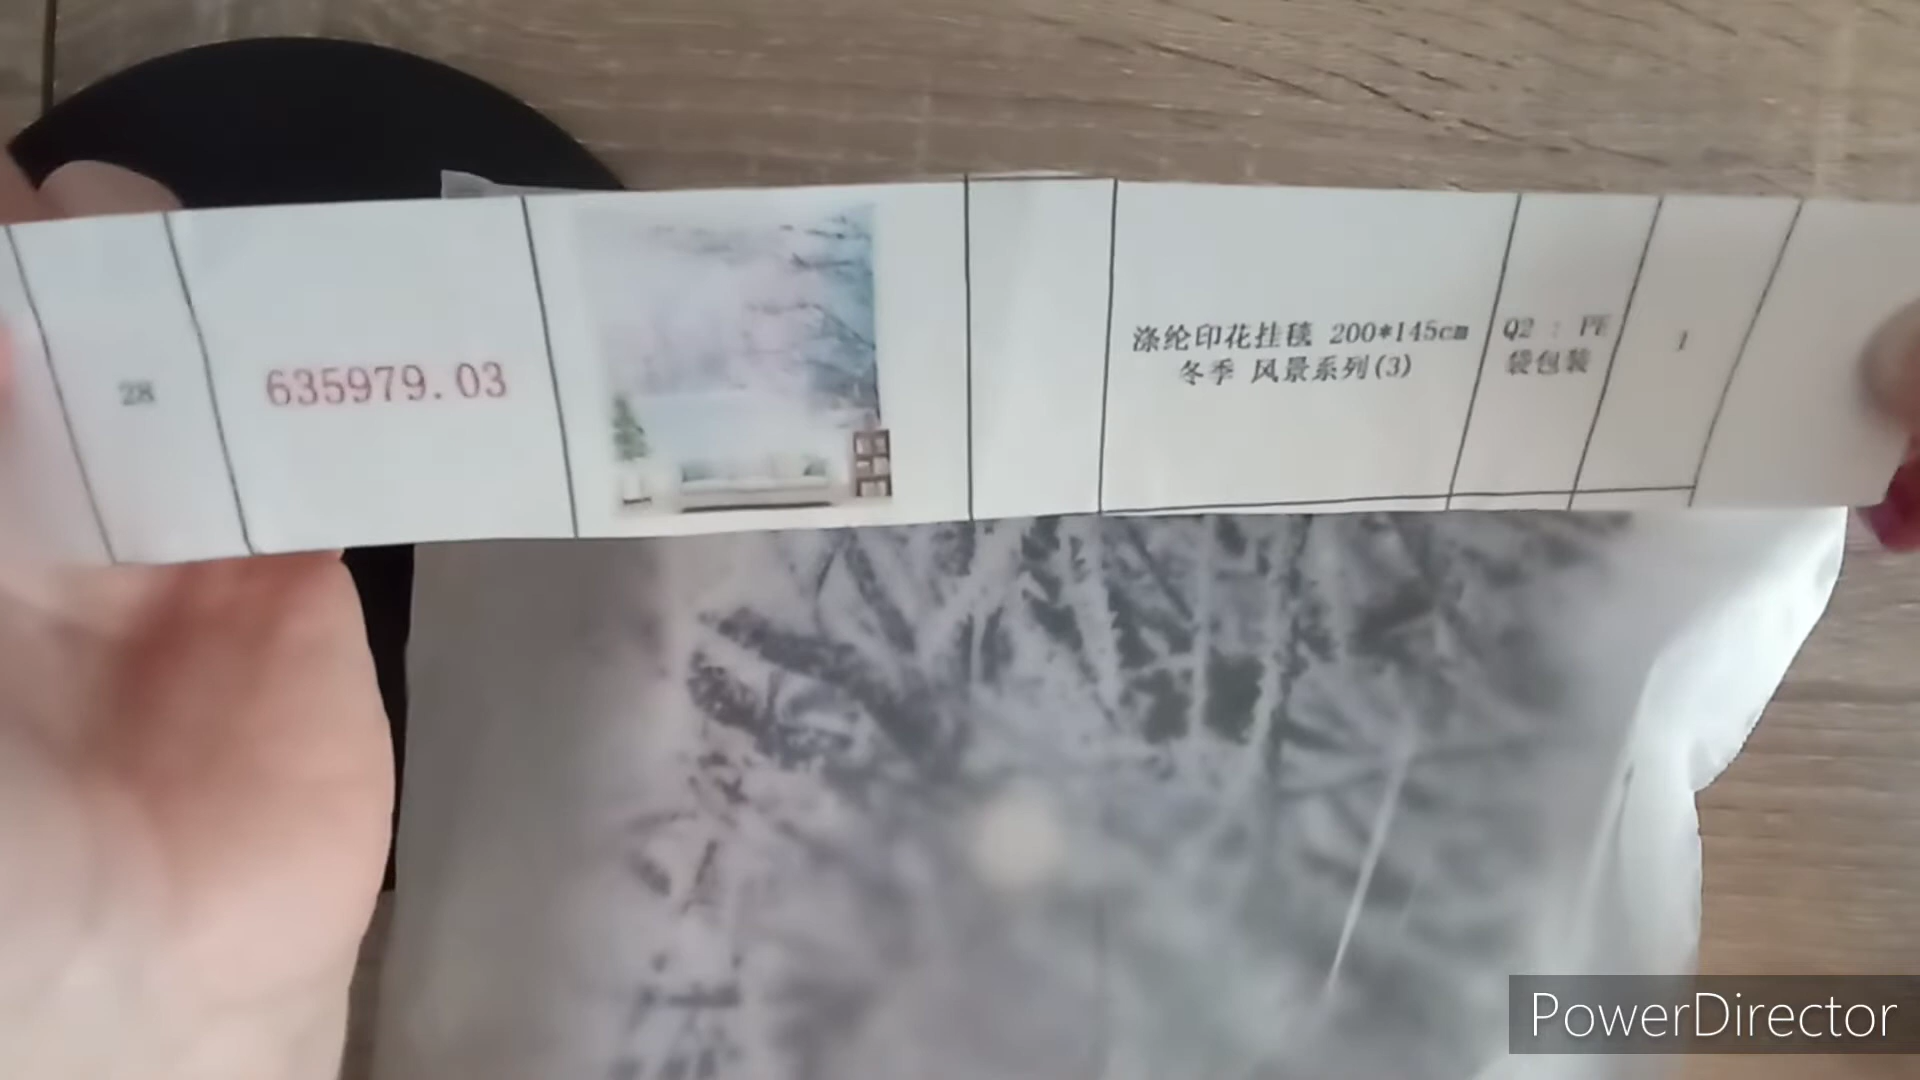 28
635979.03
涤纶印花挂毯 200*145cm
冬季 风景系列(3)
Q2 : PE
袋包装
1
PowerDirector